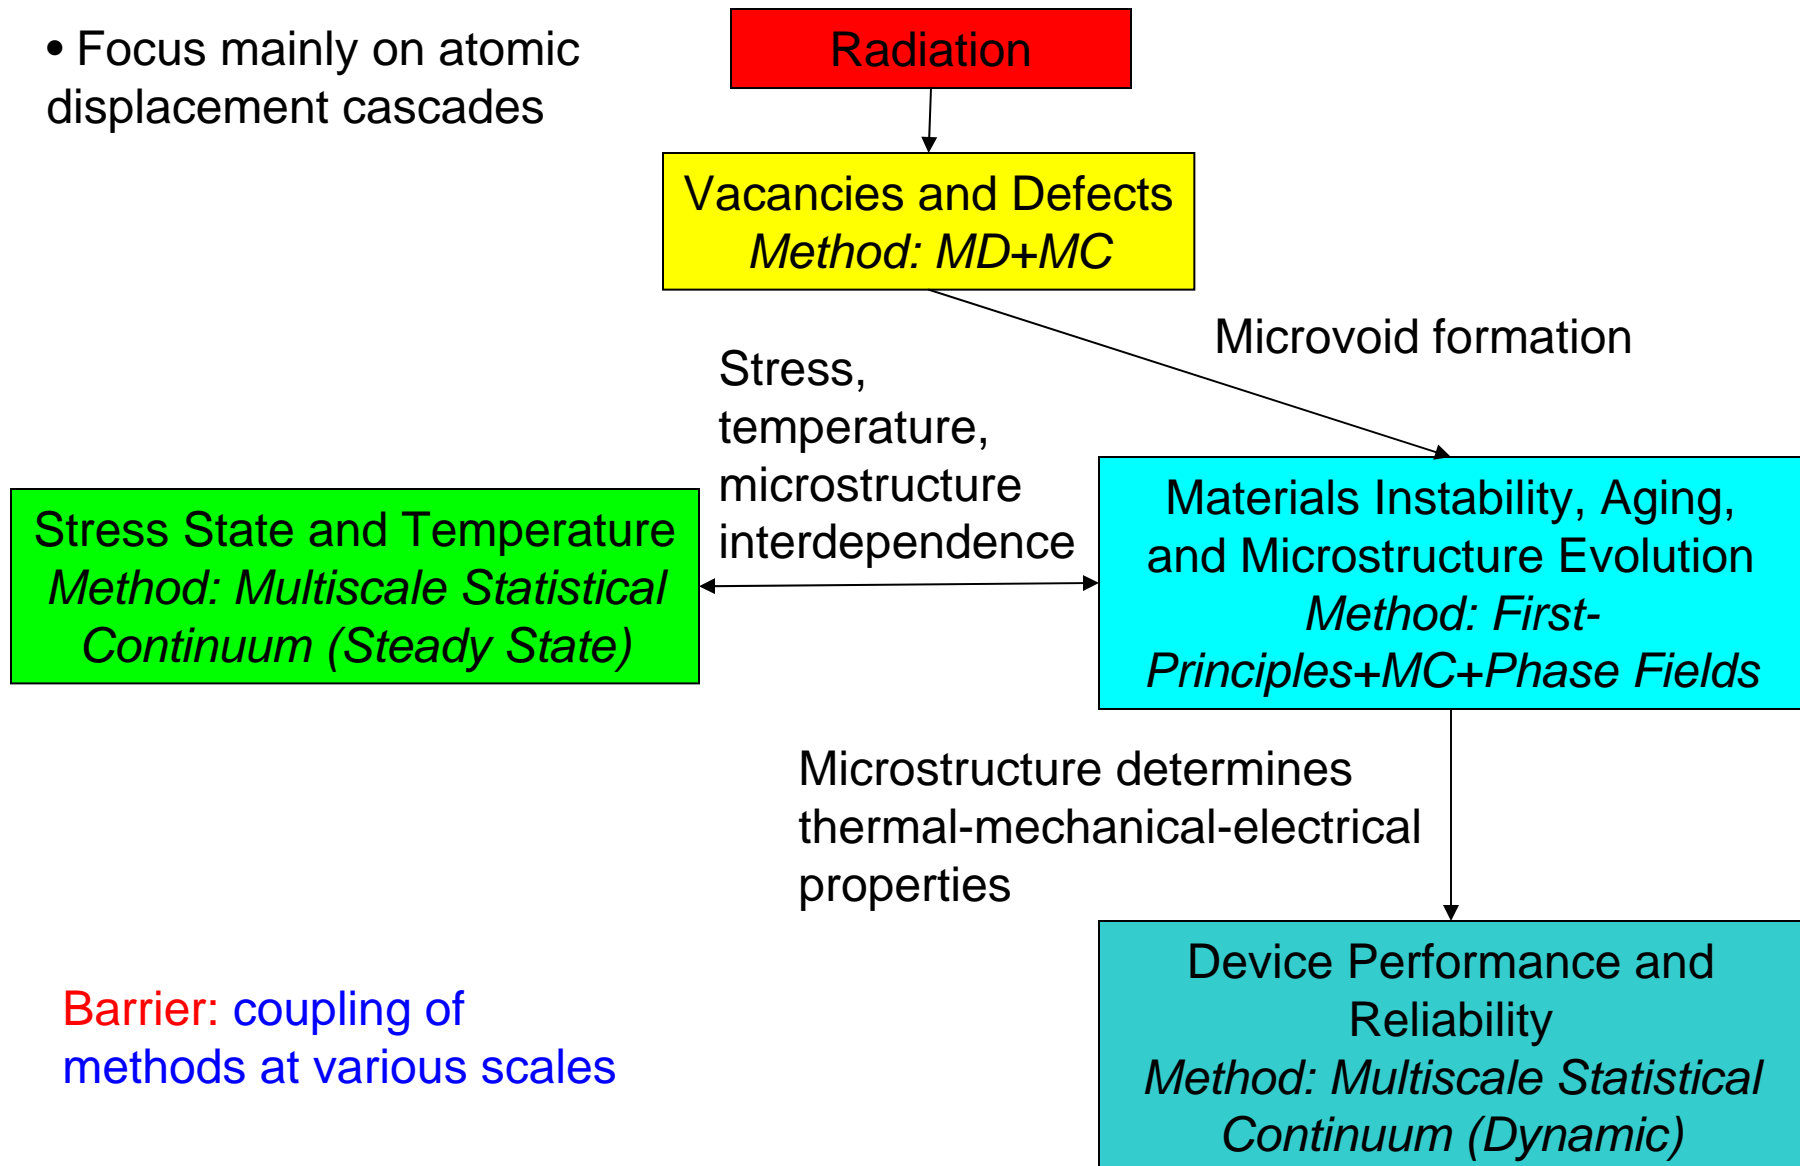 • Focus mainly on atomic
displacement cascades
Radiation
Vacancies and Defects
Method: MD+MC
Microvoid formation
Stress,
temperature,
microstructure
interdependence
Stress State and Temperature
Method: Multiscale Statistical
Continuum (Steady State)
Materials Instability, Aging,
and Microstructure Evolution
Method: First-
Principles+MC+Phase Fields
Microstructure determines
thermal-mechanical-electrical
properties
Barrier: coupling of
methods at various scales
Device Performance and
Reliability
Method: Multiscale Statistical
Continuum (Dynamic)